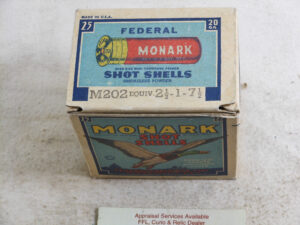 MADE IN U.S.A.
25
FEDERAL
20
GA.
MONARK
SHOT SHELLS
SMOKELESS POWDER
M202 EQUIV. 2½-1-7½
MONARK
SHOT
SHELLS
Appraisal Services Available
FFL, Curio & Relic Dealer